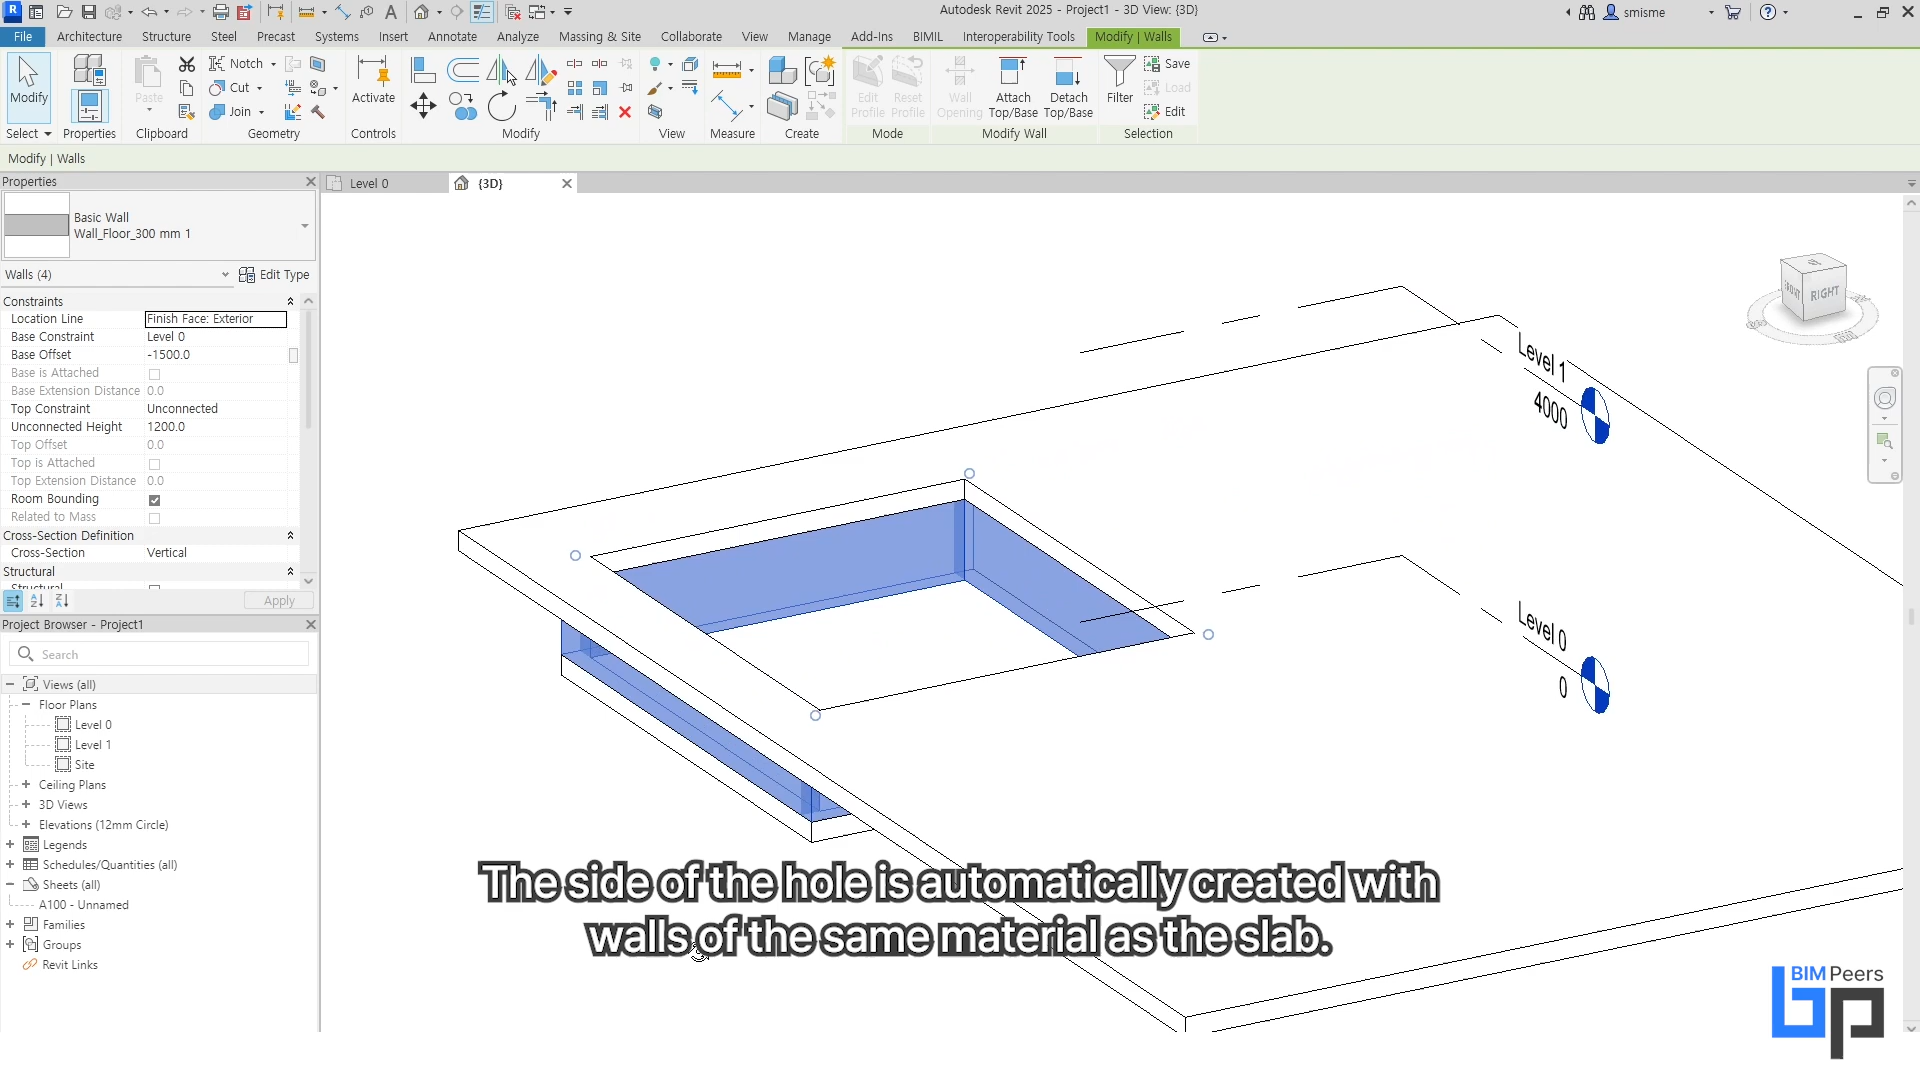 Autodesk Revit 2025 - Project1 - 3D View: {3D}
smisme
File
Architecture
Structure
Steel
Precast
Systems
Insert
Annotate
Analyze
Massing & Site
Collaborate
View
Manage
Add-Ins
BIMIL
Interoperability Tools
Modify | Walls
Modify
Select
Properties
Paste
Clipboard
Notch
Cut
Join
Geometry
Activate
Controls
Modify
View
Measure
Create
Edit Profile
Reset Profile
Mode
Wall Opening
Attach Top/Base
Detach Top/Base
Modify Wall
Filter
Save
Load
Edit
Selection
Modify | Walls
Properties
Level 0
{3D}
Basic Wall
Wall_Floor_300 mm 1
Walls (4)
Edit Type
Constraints
Location Line Finish Face: Exterior
Base Constraint Level 0
Base Offset -1500.0
Base is Attached
Base Extension Distance 0.0
Top Constraint Unconnected
Unconnected Height 1200.0
Top Offset 0.0
Top is Attached
Top Extension Distance 0.0
Room Bounding
Related to Mass
Cross-Section Definition
Cross-Section Vertical
Structural
Structural
Apply
Project Browser - Project1
Search
Views (all)
Floor Plans
Level 0
Level 1
Site
Ceiling Plans
3D Views
Elevations (12mm Circle)
Legends
Schedules/Quantities (all)
Sheets (all)
A100 - Unnamed
Families
Groups
Revit Links
FRONT
RIGHT
Level 1
4000
Level 0
0
The side of the hole is automatically created with
walls of the same material as the slab.
BIM Peers
bp